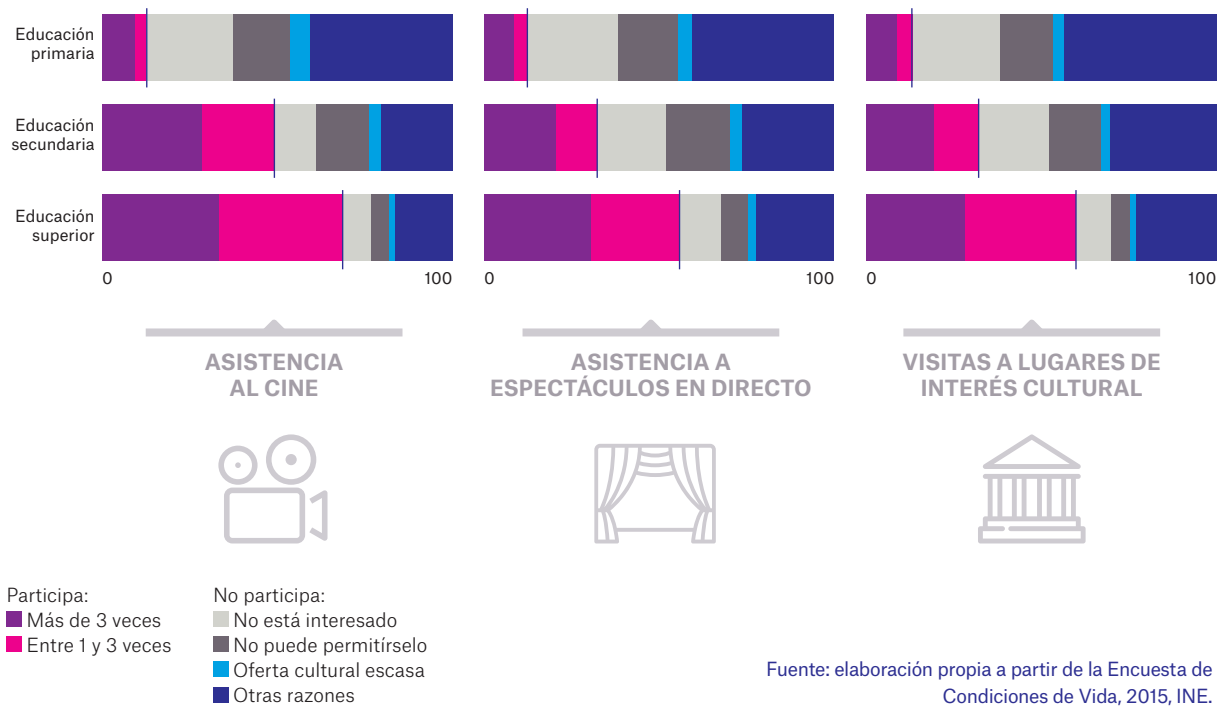 Educación
primaria
Educación
secundaria
Educación
superior
0 100 0 100 0 100
ASISTENCIA
AL CINE
ASISTENCIA A
ESPECTÁCULOS EN DIRECTO
VISITAS A LUGARES DE
INTERÉS CULTURAL
Participa:
Más de 3 veces
Entre 1 y 3 veces
No participa:
No está interesado
No puede permitírselo
Oferta cultural escasa
Otras razones
Fuente: elaboración propia a partir de la Encuesta de
Condiciones de Vida, 2015, INE.